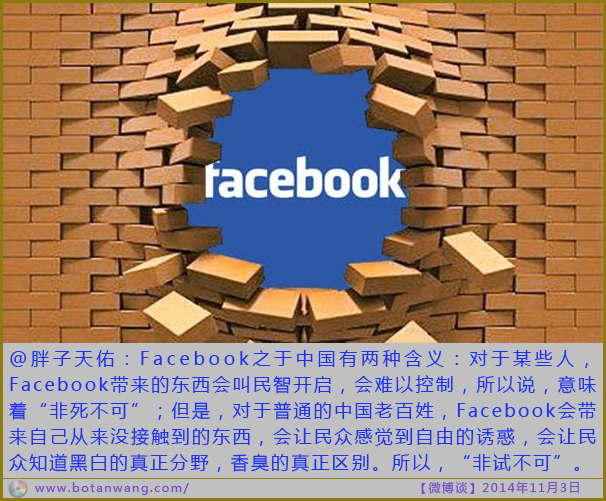 facebook
@胖子天佑：Facebook之于中国有两种含义：对于某些人，
Facebook带来的东西会叫民智开启，会难以控制，所以说，意味
着“非死不可”；但是，对于普通的中国老百姓，Facebook会带
来自己从来没接触到的东西，会让民众感觉到自由的诱惑，会让民
众知道黑白的真正分野，香臭的真正区别。所以，“非试不可”。
www.botanwang.com/ 【微博谈】2014年11月3日